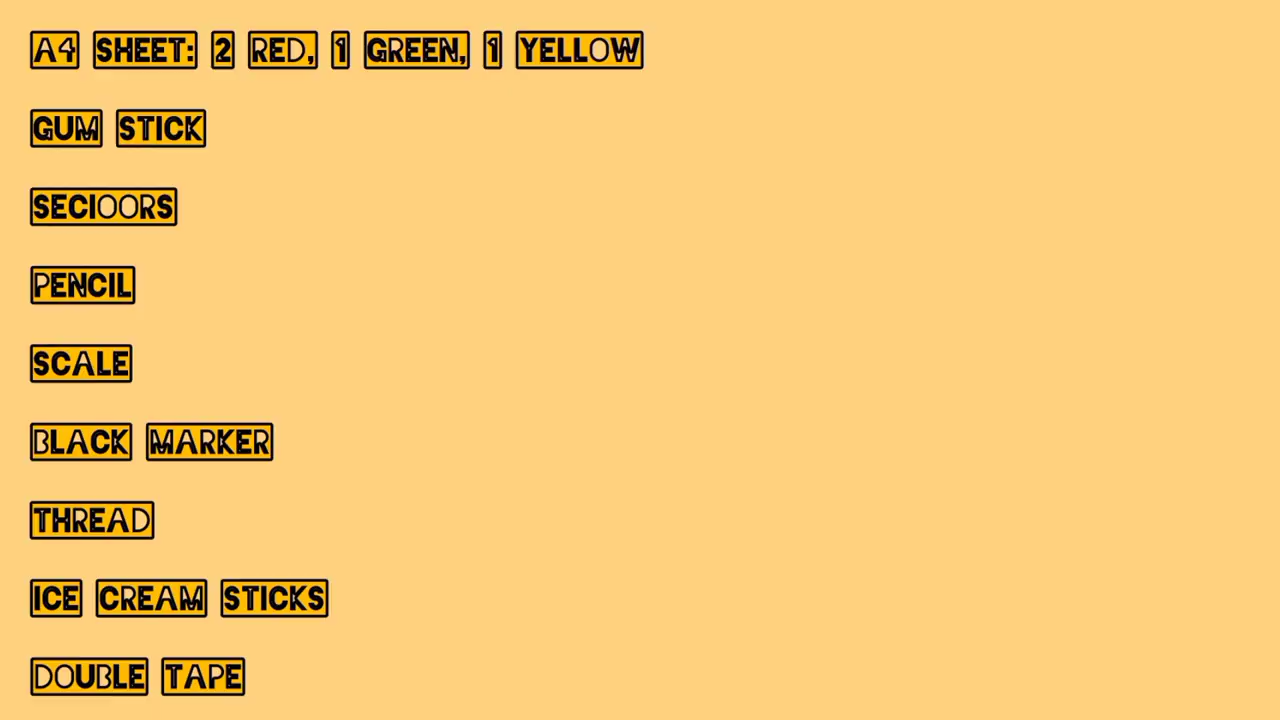 A4 SHEET: 2 RED, 1 GREEN, 1 YELLOW
GUM STICK
SECIOORS
PENCIL
SCALE
BLACK MARKER
THREAD
ICE CREAM STICKS
DOUBLE TAPE